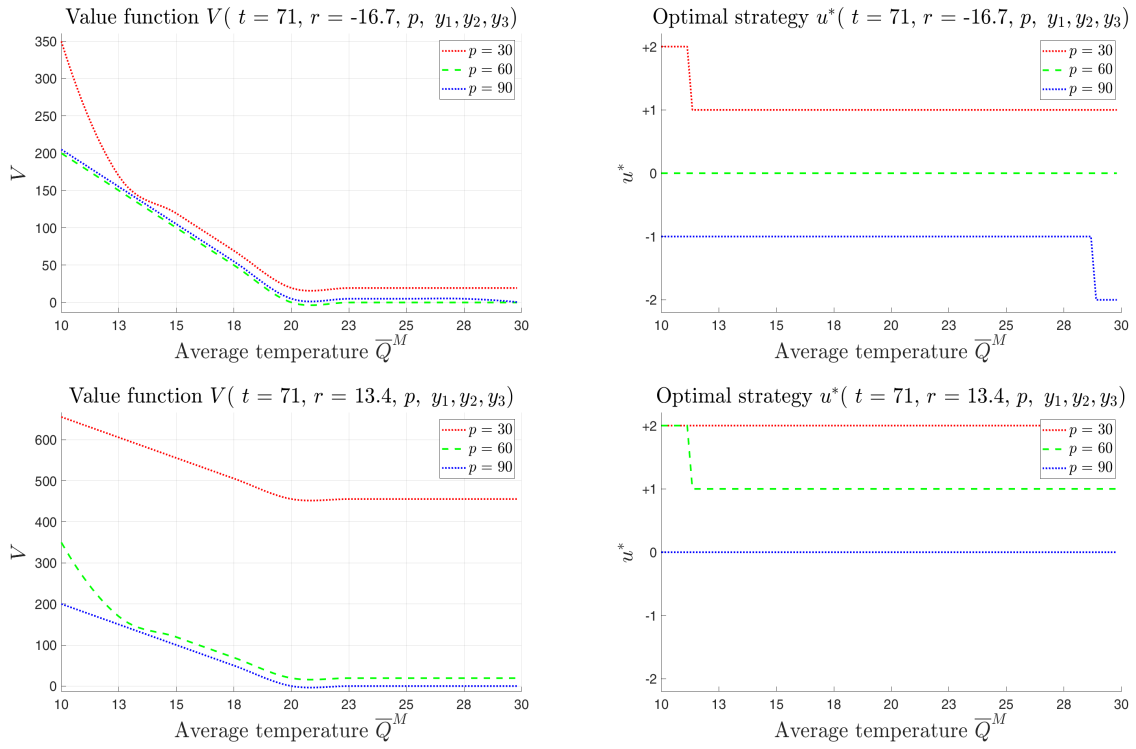 Value function V( t = 71, r = -16.7, p, y₁, y₂, y₃)
350
300
250
200
150
100
50
0
V
10 13 15 18 20 23 25 28 30
Average temperature Q̅ᴹ
p = 30
p = 60
p = 90
Optimal strategy u*( t = 71, r = -16.7, p, y₁, y₂, y₃)
+2
+1
0
-1
-2
u*
10 13 15 18 20 23 25 28 30
Average temperature Q̅ᴹ
p = 30
p = 60
p = 90
Value function V( t = 71, r = 13.4, p, y₁, y₂, y₃)
600
500
400
300
200
100
0
V
10 13 15 18 20 23 25 28 30
Average temperature Q̅ᴹ
p = 30
p = 60
p = 90
Optimal strategy u*( t = 71, r = 13.4, p, y₁, y₂, y₃)
+2
+1
0
-1
-2
u*
10 13 15 18 20 23 25 28 30
Average temperature Q̅ᴹ
p = 30
p = 60
p = 90